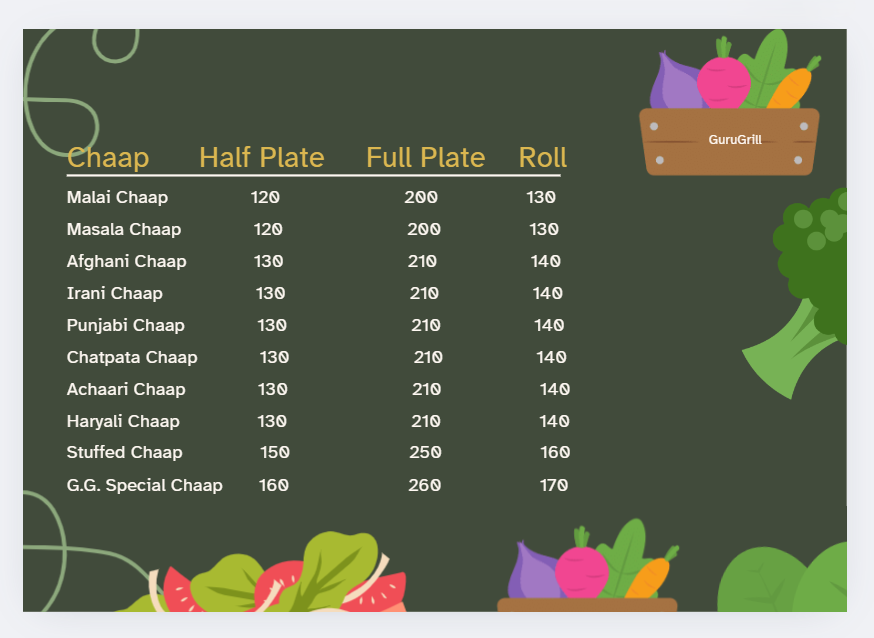 GuruGrill
Chaap Half Plate Full Plate Roll
Malai Chaap 120 200 130
Masala Chaap 120 200 130
Afghani Chaap 130 210 140
Irani Chaap 130 210 140
Punjabi Chaap 130 210 140
Chatpata Chaap 130 210 140
Achaari Chaap 130 210 140
Haryali Chaap 130 210 140
Stuffed Chaap 150 250 160
G.G. Special Chaap 160 260 170